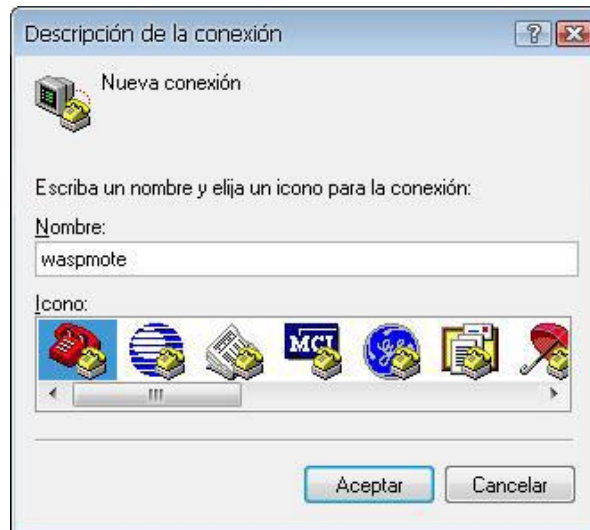 Descripción de la conexión
Nueva conexión
Escriba un nombre y elija un icono para la conexión:
Nombre:
waspmote
Icono:
MCI
Aceptar
Cancelar